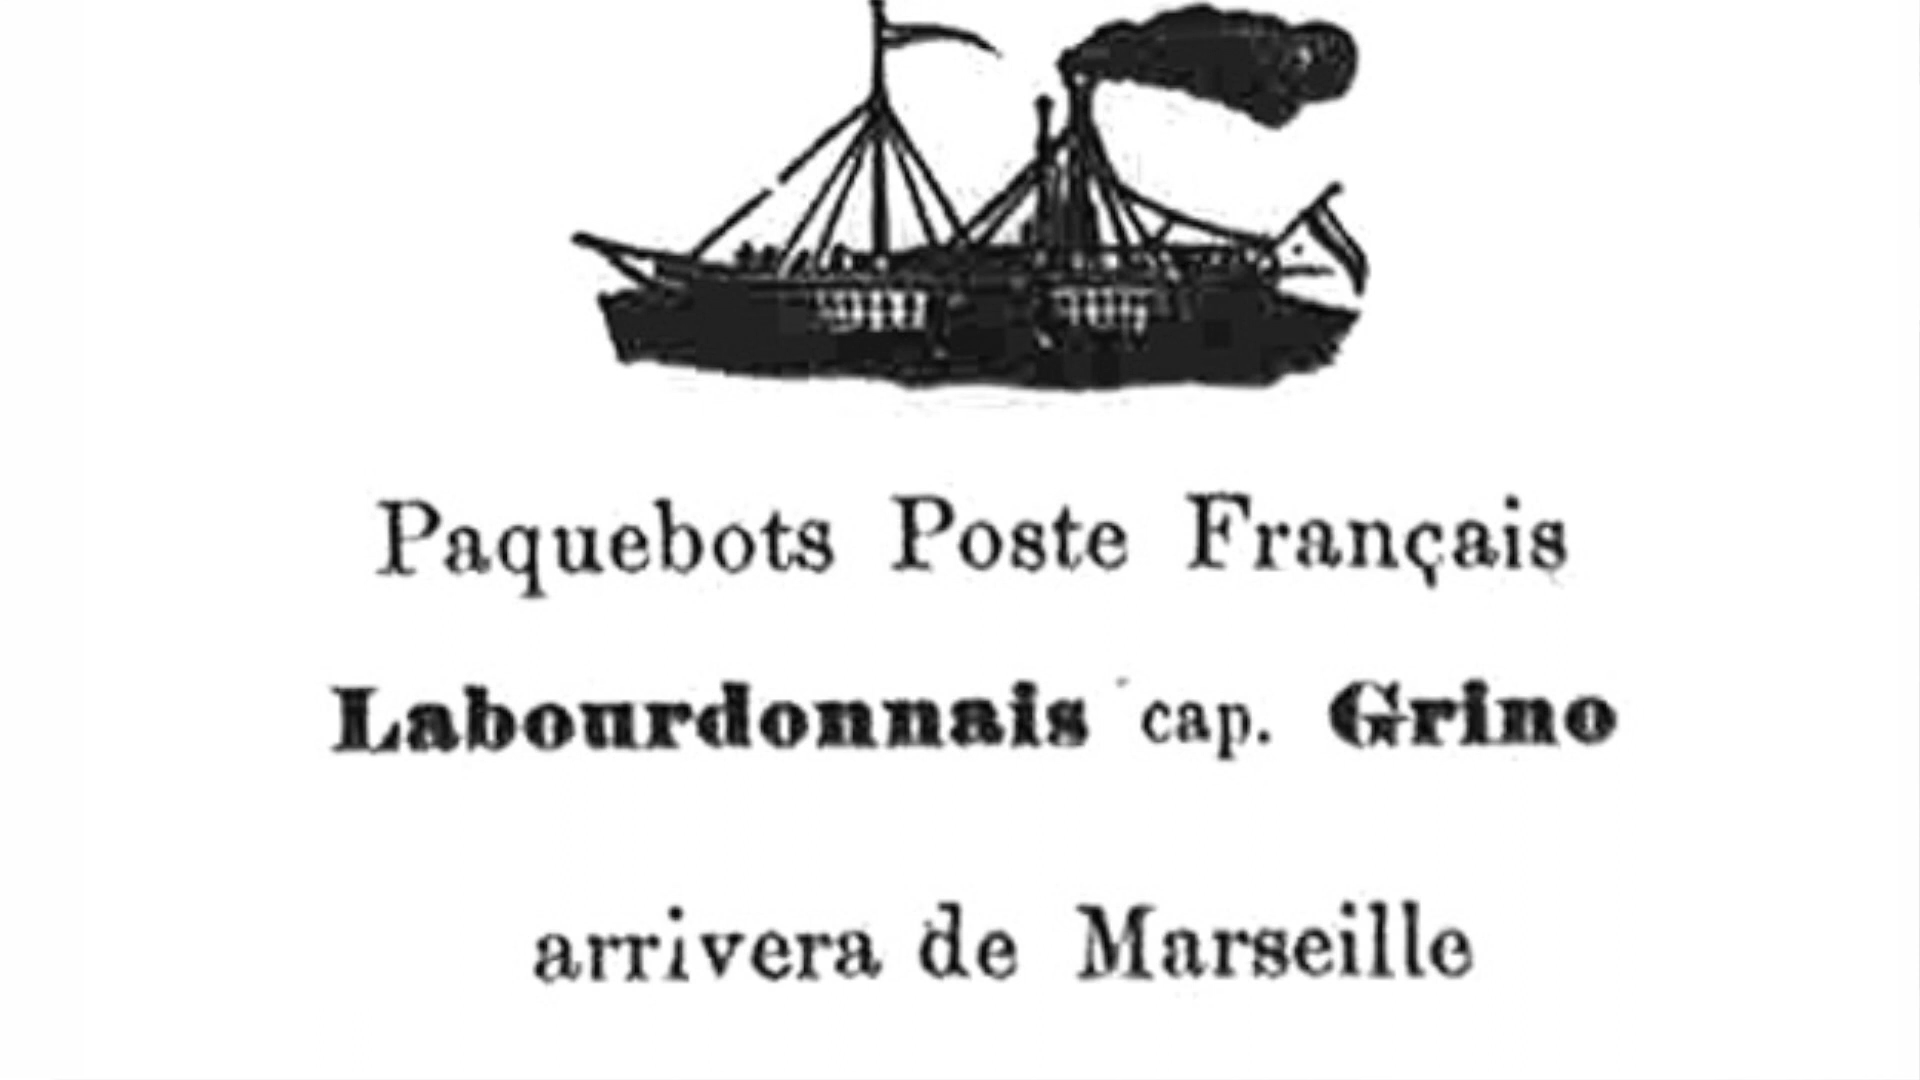 Paquebots Poste Français
Labourdonnais cap. Grino
arrivera de Marseille